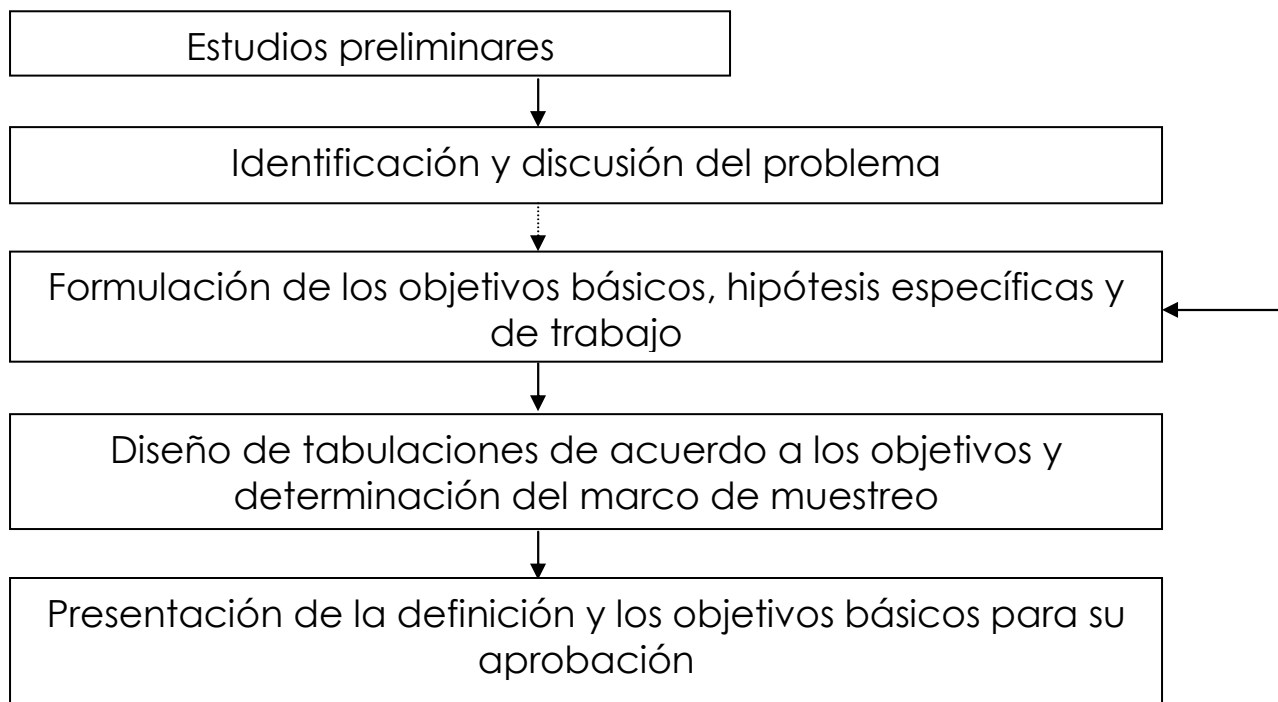 Estudios preliminares
Identificación y discusión del problema
Formulación de los objetivos básicos, hipótesis específicas y
de trabajo
Diseño de tabulaciones de acuerdo a los objetivos y
determinación del marco de muestreo
Presentación de la definición y los objetivos básicos para su
aprobación